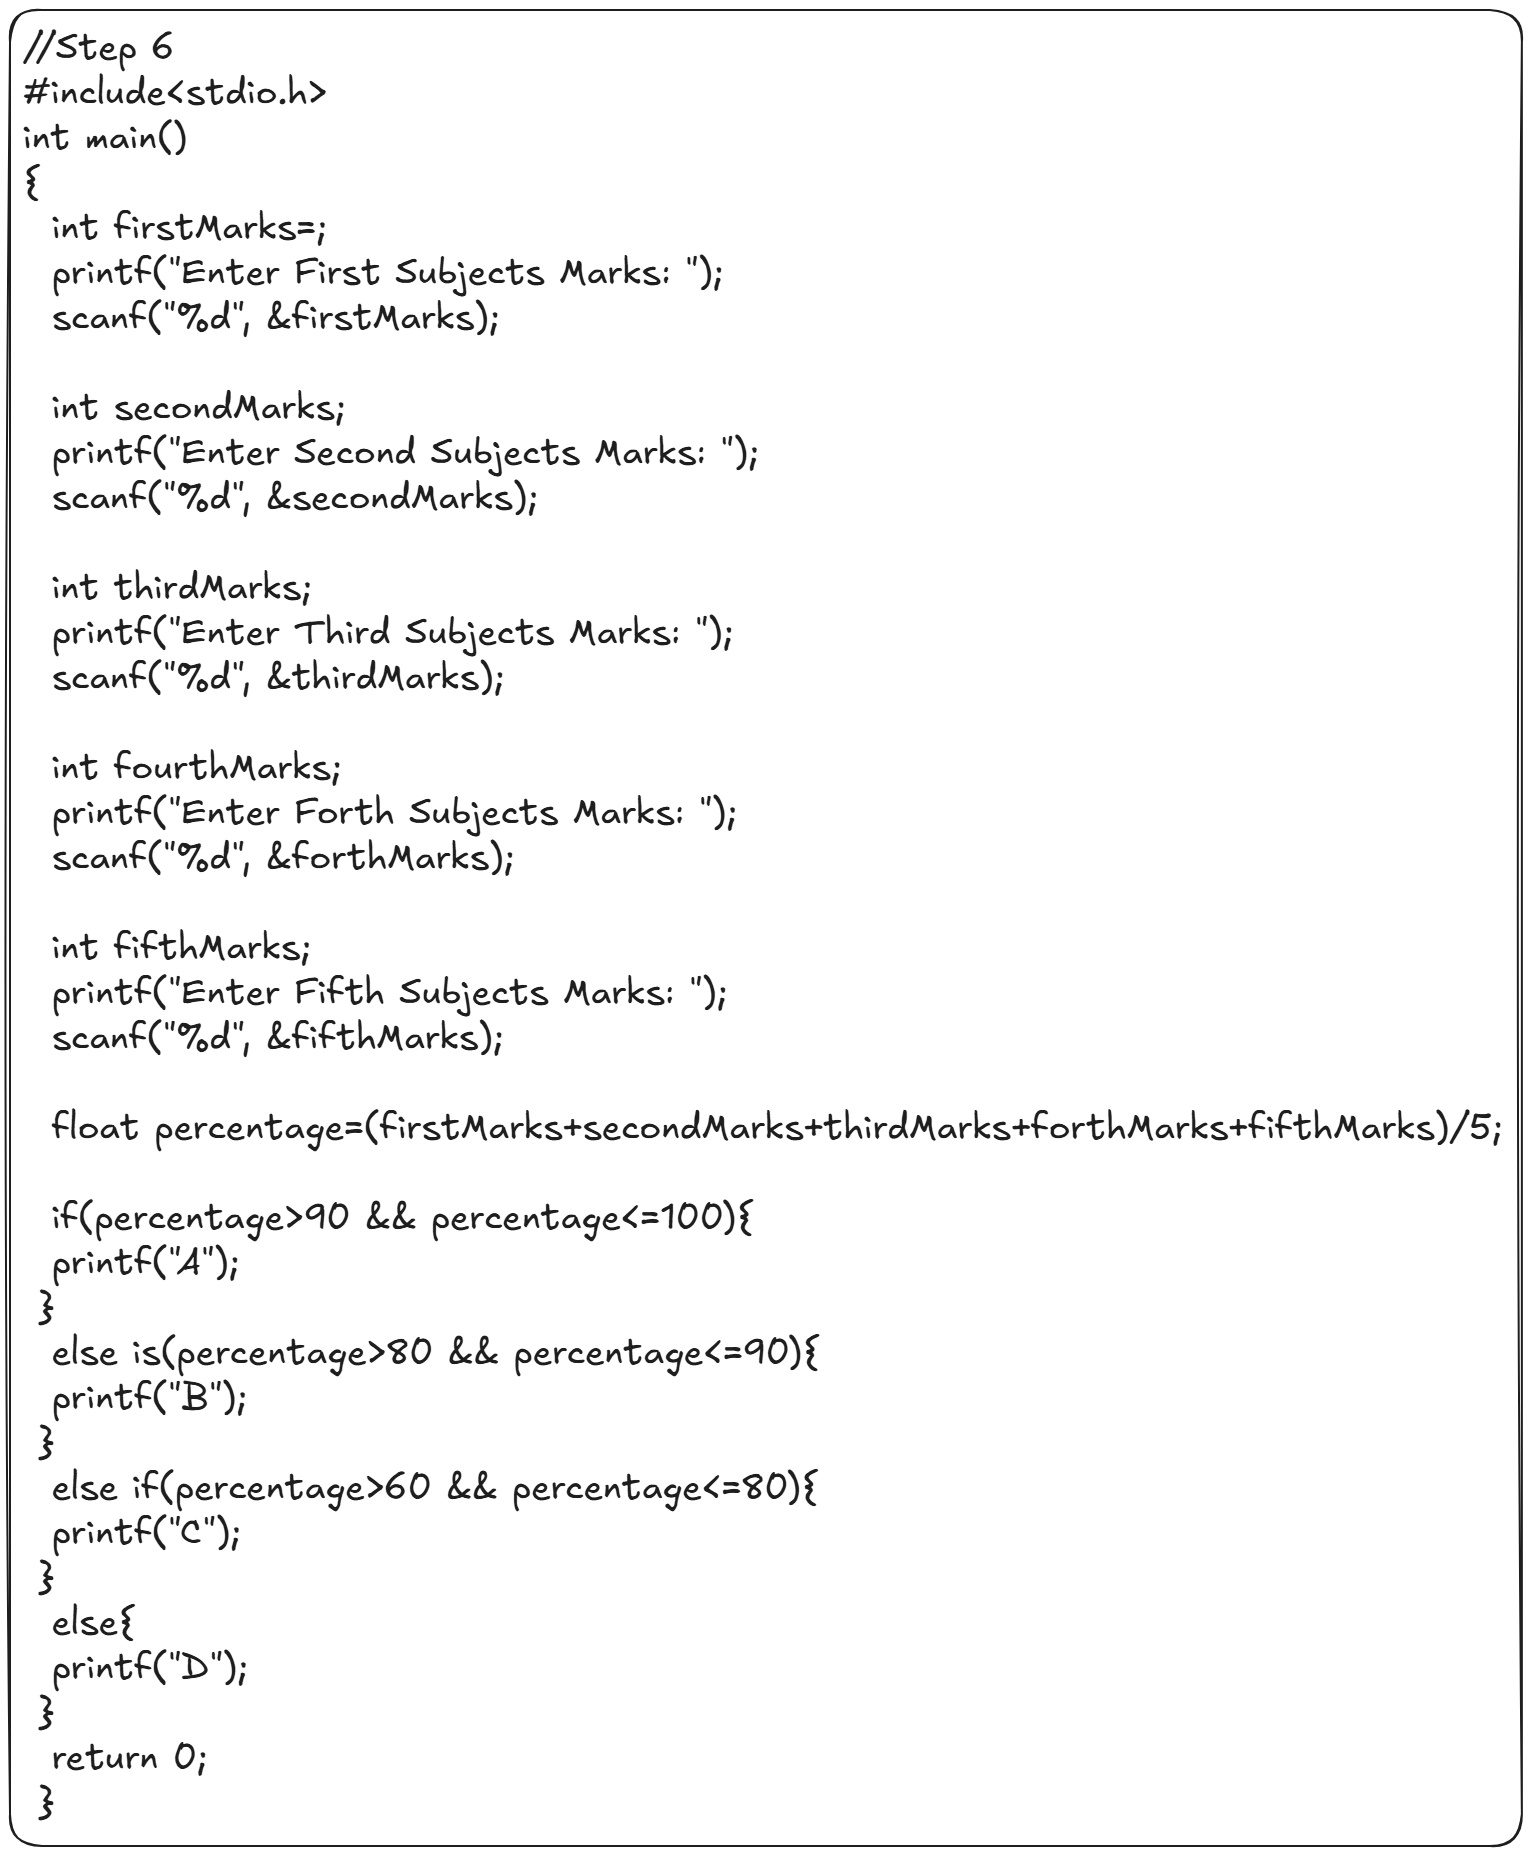 //Step 6
#include<stdio.h>
int main()
{
int firstMarks=;
printf("Enter First Subjects Marks: ");
scanf("%d", &firstMarks);
int secondMarks;
printf("Enter Second Subjects Marks: ");
scanf("%d", &secondMarks);
int thirdMarks;
printf("Enter Third Subjects Marks: ");
scanf("%d", &thirdMarks);
int fourthMarks;
printf("Enter Forth Subjects Marks: ");
scanf("%d", &forthMarks);
int fifthMarks;
printf("Enter Fifth Subjects Marks: ");
scanf("%d", &fifthMarks);
float percentage=(firstMarks+secondMarks+thirdMarks+forthMarks+fifthMarks)/5;
if(percentage>90 && percentage<=100){
printf("A");
}
else is(percentage>80 && percentage<=90){
printf("B");
}
else if(percentage>60 && percentage<=80){
printf("C");
}
else{
printf("D");
}
return 0;
}